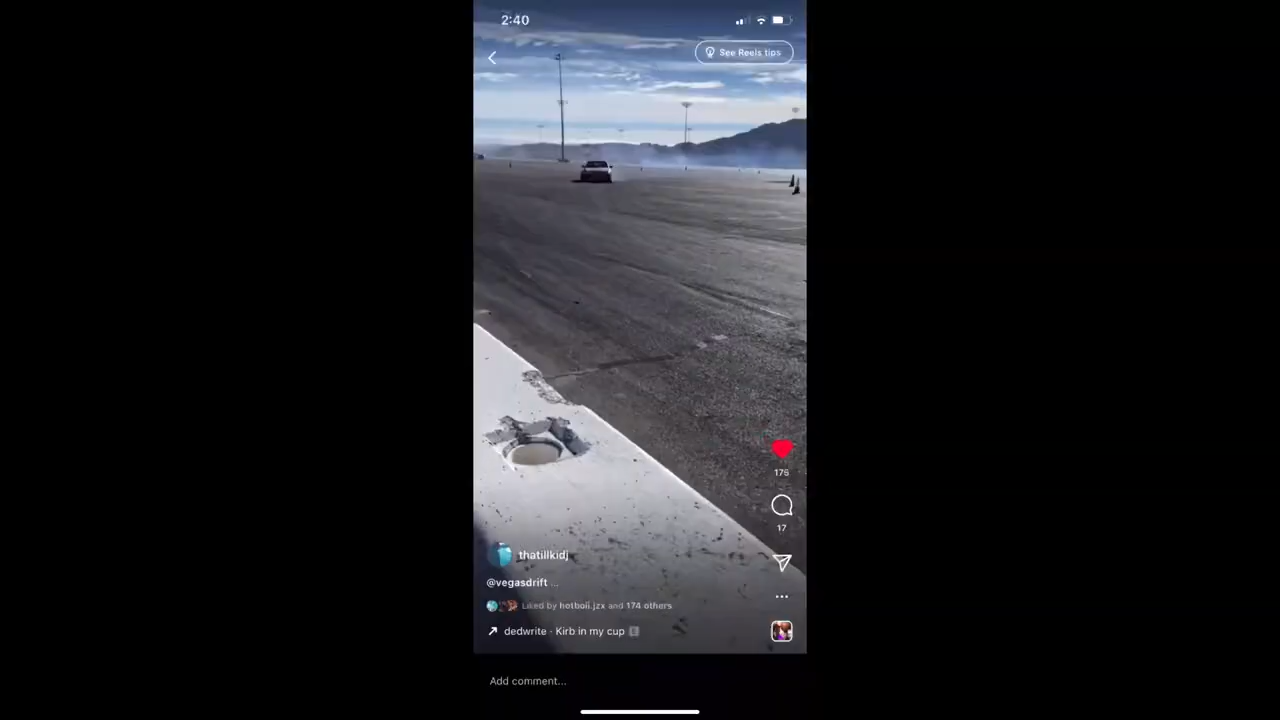 2:40
See Reels tips
175
17
thatillkidj
@vegasdrift ...
Liked by hotboii.jzx and 174 others
dedwrite · Kirb in my cup E
Add comment...